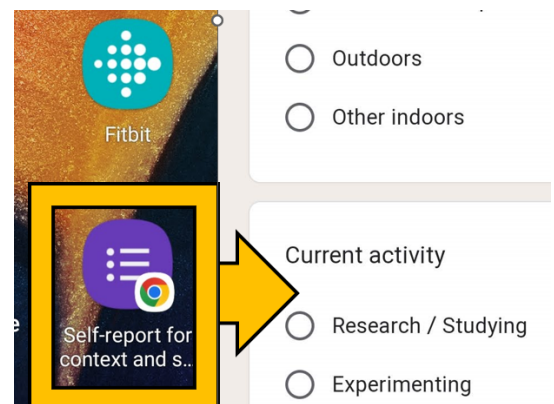 Fitbit
Self-report for
context and s..
Outdoors
Other indoors
Current activity
Research / Studying
Experimenting